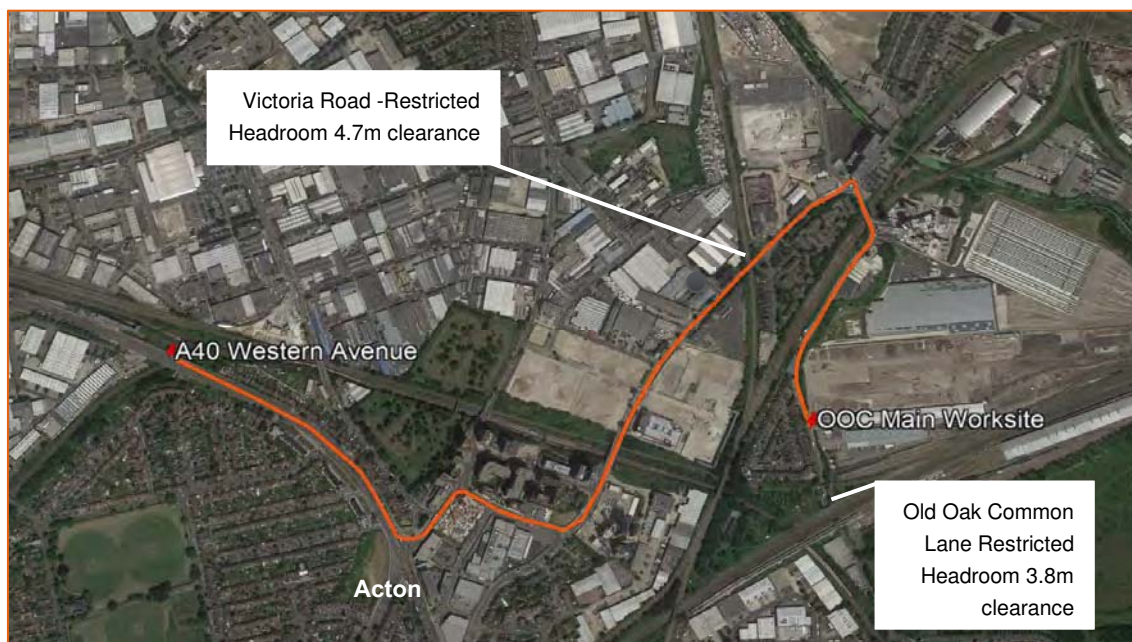 Victoria Road -Restricted
Headroom 4.7m clearance
A40 Western Avenue
OOC Main Worksite
Old Oak Common
Lane Restricted
Headroom 3.8m
clearance
Acton